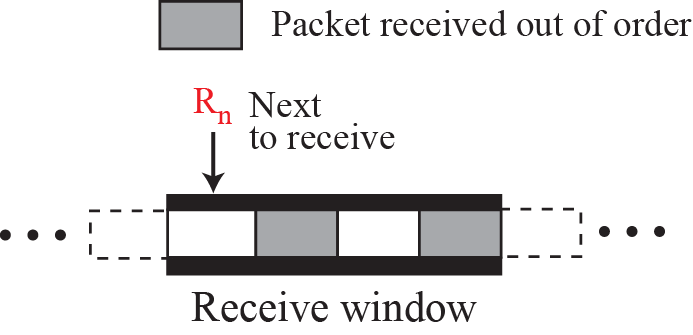 Packet received out of order
Rn Next
to receive
Receive window